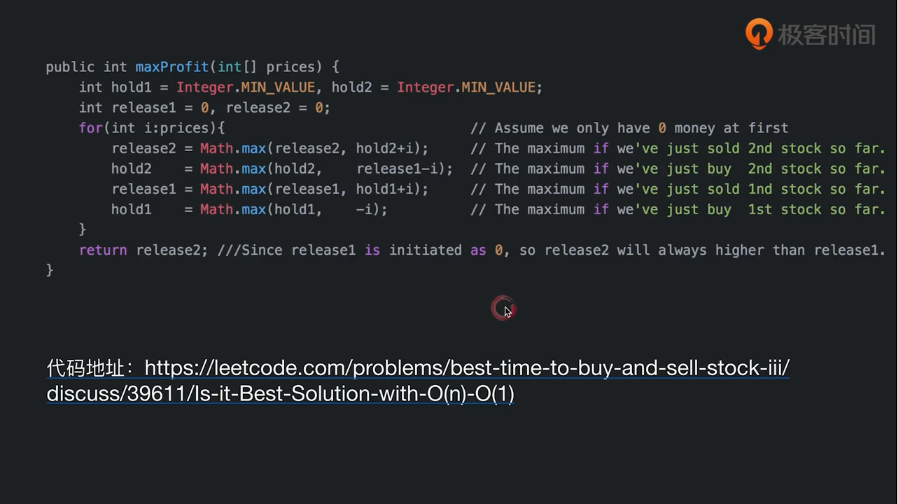 极客时间
public int maxProfit(int[] prices) {
    int hold1 = Integer.MIN_VALUE, hold2 = Integer.MIN_VALUE;
    int release1 = 0, release2 = 0;
    for(int i:prices){                              // Assume we only have 0 money at first
        release2 = Math.max(release2, hold2+i);     // The maximum if we've just sold 2nd stock so far.
        hold2    = Math.max(hold2,    release1-i);  // The maximum if we've just buy  2nd stock so far.
        release1 = Math.max(release1, hold1+i);     // The maximum if we've just sold 1nd stock so far.
        hold1    = Math.max(hold1,    -i);          // The maximum if we've just buy  1st stock so far.
    }
    return release2; ///Since release1 is initiated as 0, so release2 will always higher than release1.
}
代码地址：https://leetcode.com/problems/best-time-to-buy-and-sell-stock-iii/
discuss/39611/Is-it-Best-Solution-with-O(n)-O(1)